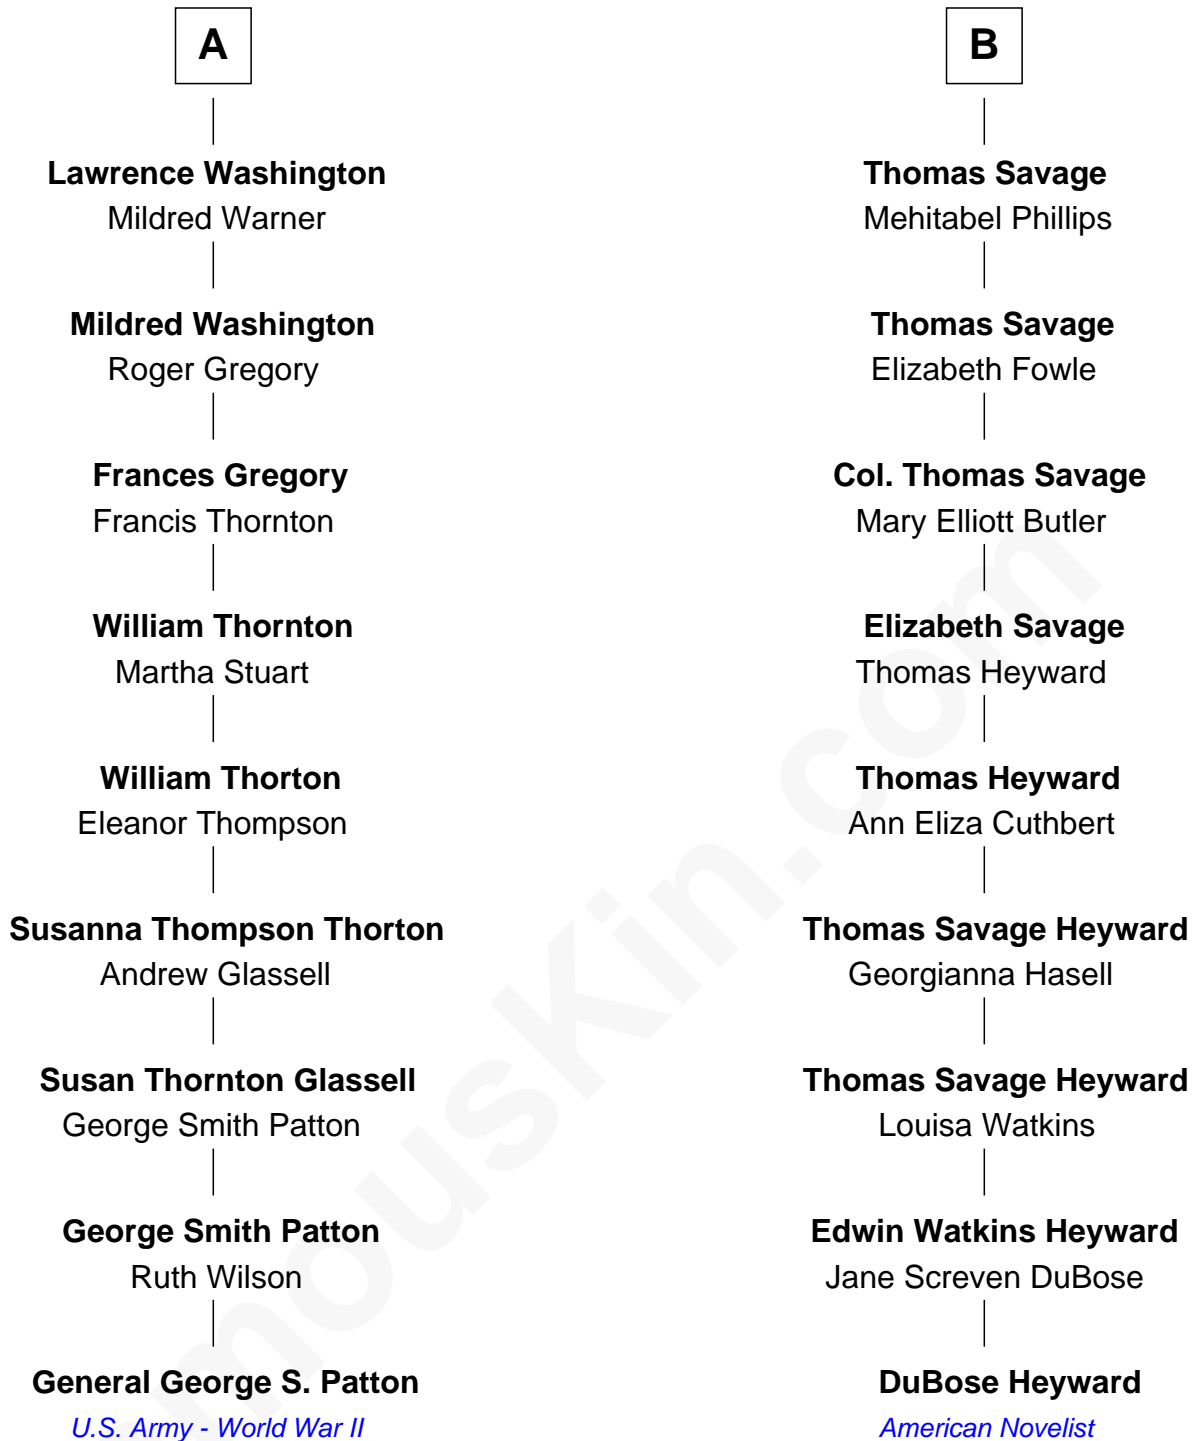 A
Lawrence Washington
Mildred Warner
Mildred Washington
Roger Gregory
Frances Gregory
Francis Thornton
William Thornton
Martha Stuart
William Thorton
Eleanor Thompson
Susanna Thompson Thorton
Andrew Glassell
Susan Thornton Glassell
George Smith Patton
George Smith Patton
Ruth Wilson
General George S. Patton
U.S. Army - World War II
B
Thomas Savage
Mehitabel Phillips
Thomas Savage
Elizabeth Fowle
Col. Thomas Savage
Mary Elliott Butler
Elizabeth Savage
Thomas Heyward
Thomas Heyward
Ann Eliza Cuthbert
Thomas Savage Heyward
Georgianna Hasell
Thomas Savage Heyward
Louisa Watkins
Edwin Watkins Heyward
Jane Screven DuBose
DuBose Heyward
American Novelist
mousKin.com